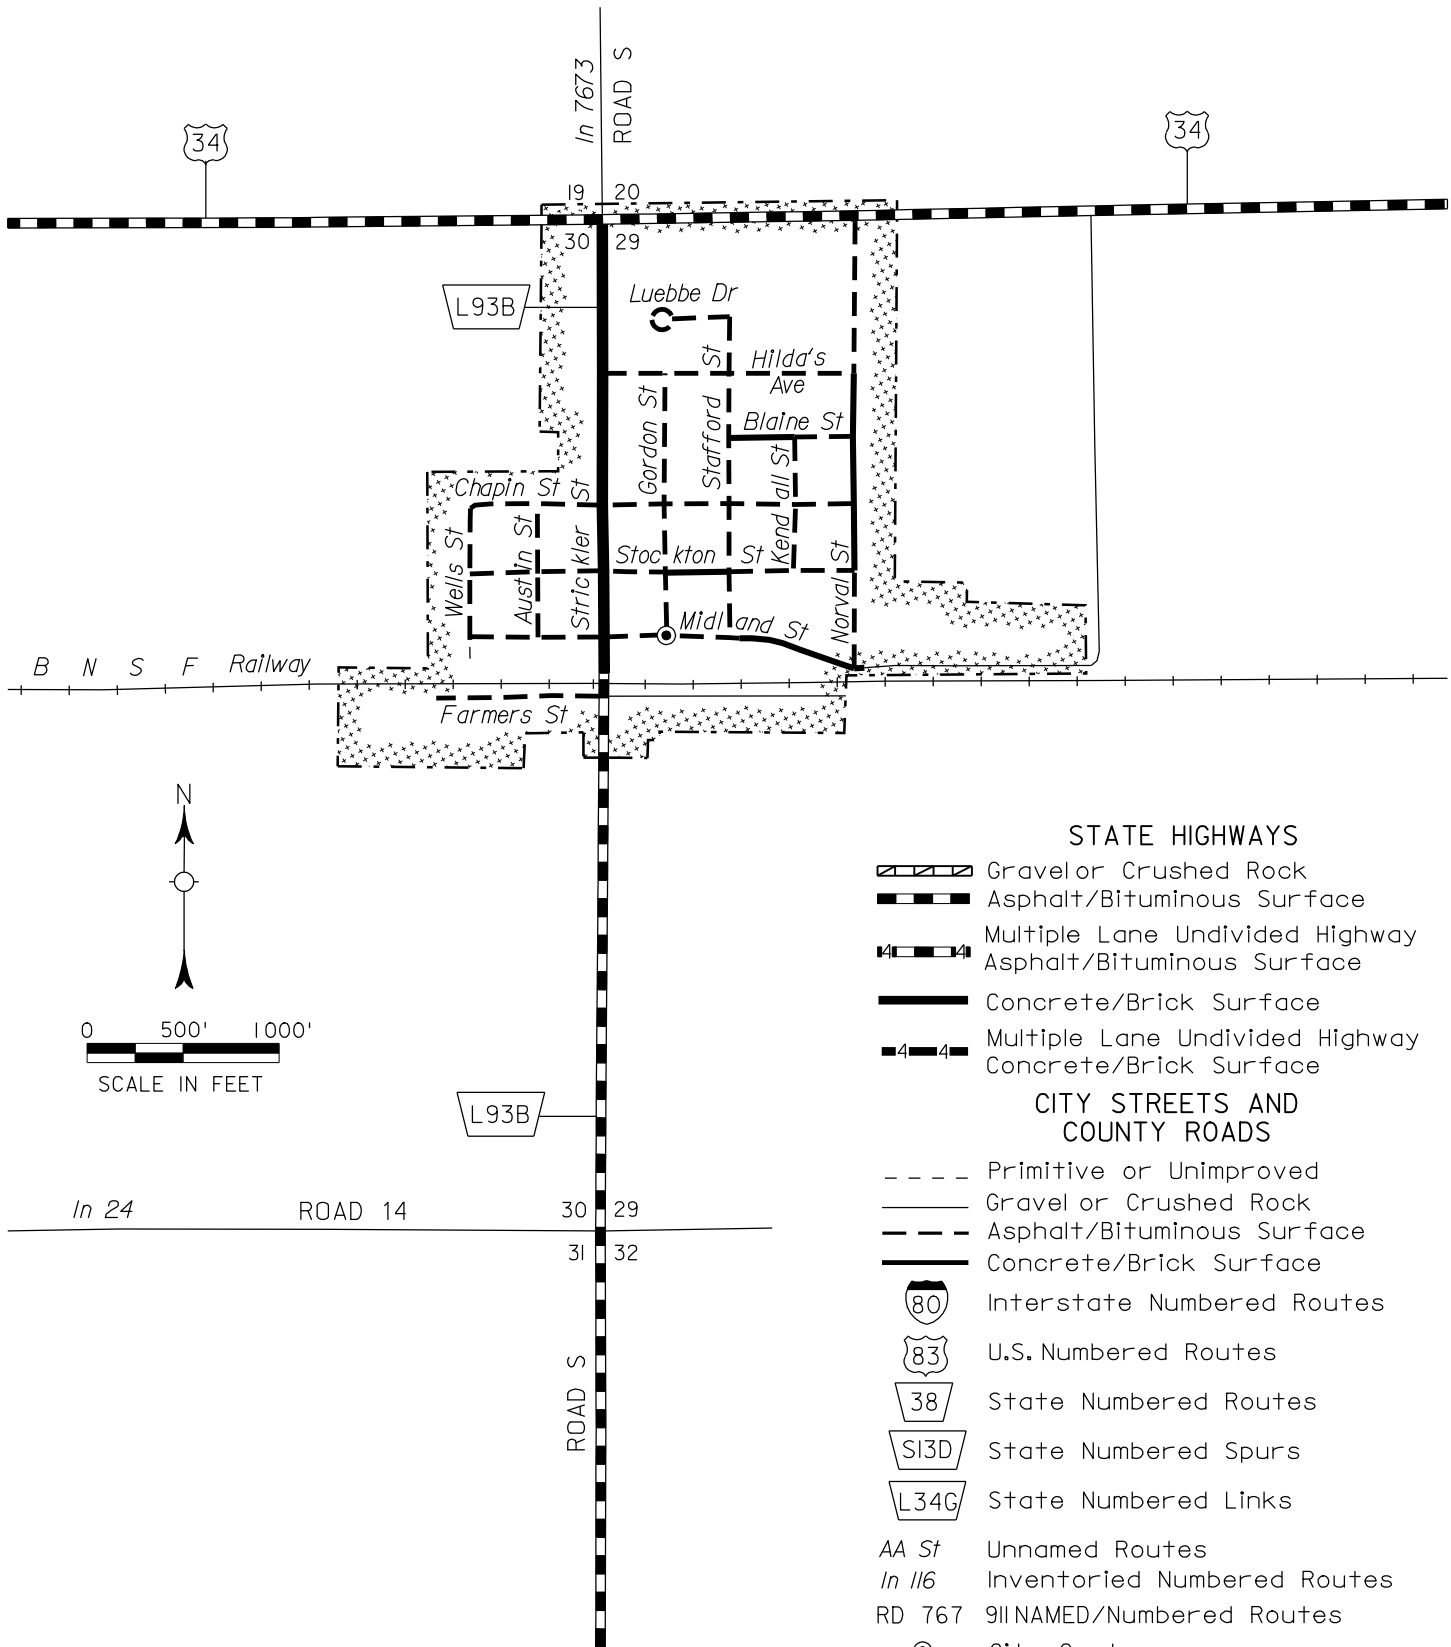 In 7673
ROAD S
34
34
19 20
30 29
L93B
Luebbe Dr
Hilda's
Ave
Stafford St
Gordon St
Blaine St
Kendall St
Chapin St
Strickler St
Wells St
Austin St
Stockton St
Norval St
Midland St
B N S F Railway
Farmers St
N
0 500' 1000'
SCALE IN FEET
L93B
In 24 ROAD 14
30 29
31 32
ROAD S
STATE HIGHWAYS
Gravel or Crushed Rock
Asphalt/Bituminous Surface
4 4 Multiple Lane Undivided Highway
Asphalt/Bituminous Surface
Concrete/Brick Surface
4 4 Multiple Lane Undivided Highway
Concrete/Brick Surface
CITY STREETS AND
COUNTY ROADS
Primitive or Unimproved
Gravel or Crushed Rock
Asphalt/Bituminous Surface
Concrete/Brick Surface
80 Interstate Numbered Routes
83 U.S. Numbered Routes
38 State Numbered Routes
S13D State Numbered Spurs
L34G State Numbered Links
AA St Unnamed Routes
In 116 Inventoried Numbered Routes
RD 767 911 NAMED/Numbered Routes